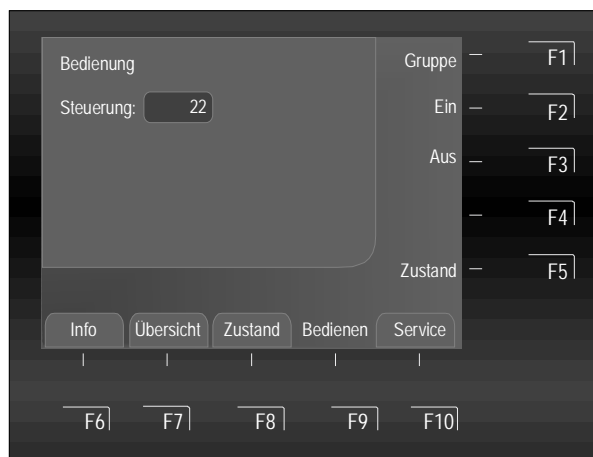 Bedienung
Gruppe
F1
Steuerung: 22
Ein
F2
Aus
F3
F4
Zustand
F5
Info Übersicht Zustand Bedienen Service
F6 F7 F8 F9 F10